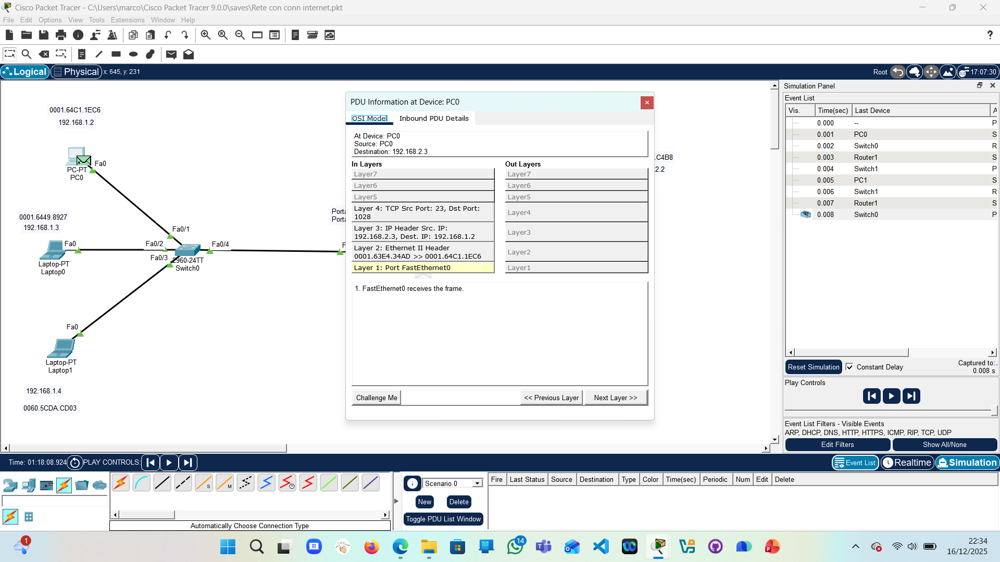 Cisco Packet Tracer - C:\Users\marco\Cisco Packet Tracer 9.0.0\saves\Rete con conn internet.pkt
File Edit Options View Tools Extensions Window Help
?
Logical Physical x: 645, y: 231
Root 17:07:30
0001.64C1.1EC6
192.168.1.2
Fa0
PC-PT
PC0
0001.6449.8927
192.168.1.3
Fa0
Laptop-PT
Laptop0
Fa0/1
Fa0/2
Fa0/3
Fa0/4
2960-24TT
Switch0
Fa0
Laptop-PT
Laptop1
192.168.1.4
0060.5CDA.CD03
Porta
Porta
F
.C4B8
2.2
PDU Information at Device: PC0
OSI Model Inbound PDU Details
At Device: PC0
Source: PC0
Destination: 192.168.2.3
In Layers
Layer7
Layer6
Layer5
Layer 4: TCP Src Port: 23, Dst Port:
1028
Layer 3: IP Header Src. IP:
192.168.2.3, Dest. IP: 192.168.1.2
Layer 2: Ethernet II Header
0001.63E4.34AD >> 0001.64C1.1EC6
Layer 1: Port FastEthernet0
Out Layers
Layer7
Layer6
Layer5
Layer4
Layer3
Layer2
Layer1
1. FastEthernet0 receives the frame.
Challenge Me << Previous Layer Next Layer >>
Simulation Panel
Event List
Vis. Time(sec) Last Device A
0.000 -- P
0.001 PC0 S
0.002 Switch0 R
0.003 Router1 S
0.004 Switch1 P
0.005 PC1 S
0.006 Switch1 R
0.007 Router1 S
0.008 Switch0 P
Reset Simulation Constant Delay
Captured to:
0.008 s
Play Controls
Event List Filters - Visible Events
ARP, DHCP, DNS, HTTP, HTTPS, ICMP, RIP, TCP, UDP
Edit Filters Show All/None
Time: 01:18:08.924 PLAY CONTROLS:
Event List Realtime Simulation
S M
Automatically Choose Connection Type
Scenario 0
New Delete
Toggle PDU List Window
Fire Last Status Source Destination Type Color Time(sec) Periodic Num Edit Delete
1
14
22:34
16/12/2025